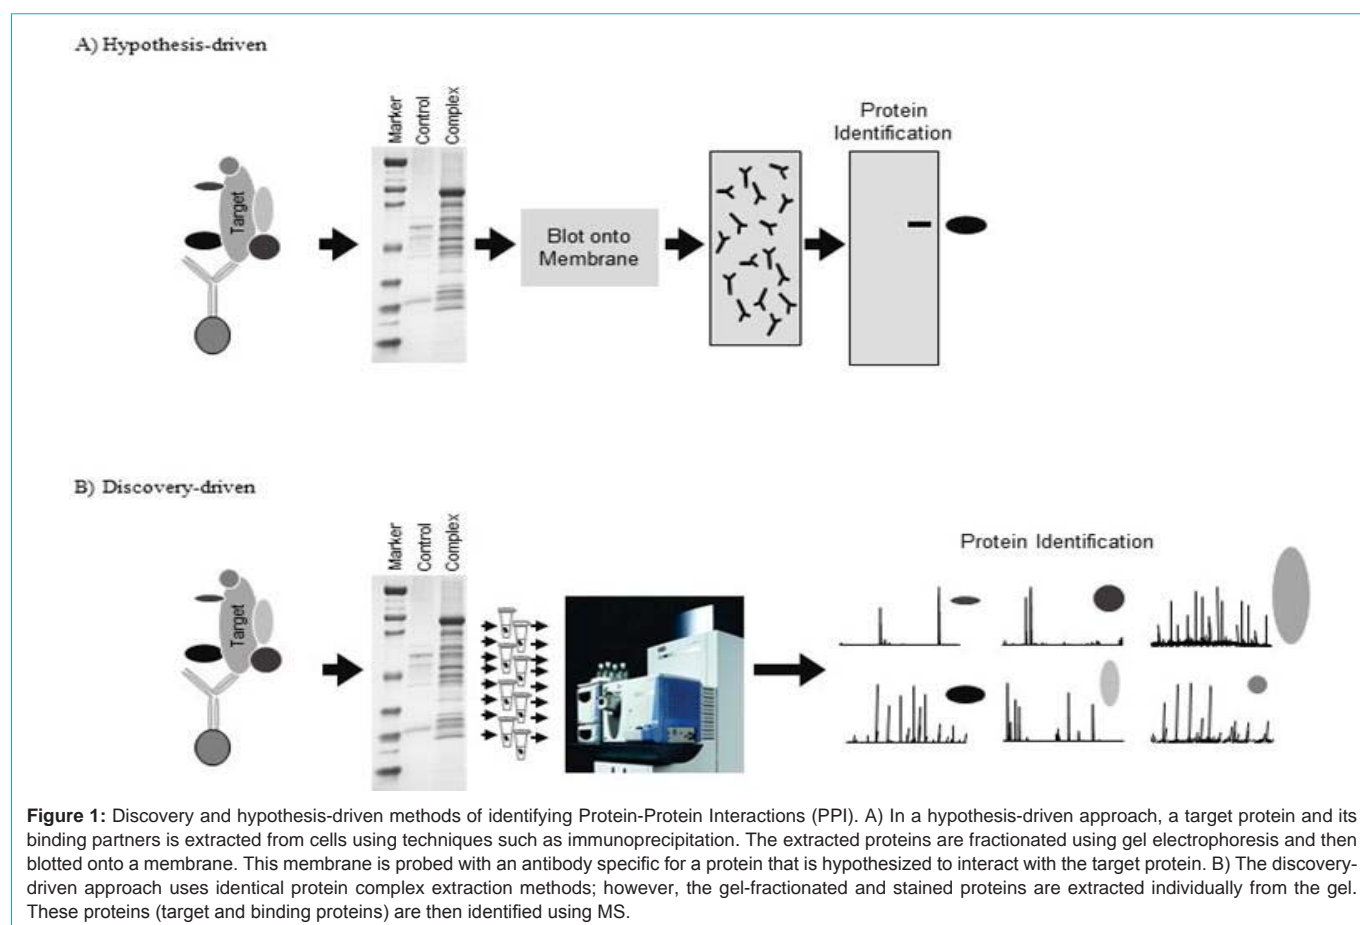 A) Hypothesis-driven
Marker
Control
Complex
Target
Blot onto
Membrane
Protein
Identification
B) Discovery-driven
Marker
Control
Complex
Target
Protein Identification
Figure 1: Discovery and hypothesis-driven methods of identifying Protein-Protein Interactions (PPI). A) In a hypothesis-driven approach, a target protein and its
binding partners is extracted from cells using techniques such as immunoprecipitation. The extracted proteins are fractionated using gel electrophoresis and then
blotted onto a membrane. This membrane is probed with an antibody specific for a protein that is hypothesized to interact with the target protein. B) The discovery-
driven approach uses identical protein complex extraction methods; however, the gel-fractionated and stained proteins are extracted individually from the gel.
These proteins (target and binding proteins) are then identified using MS.